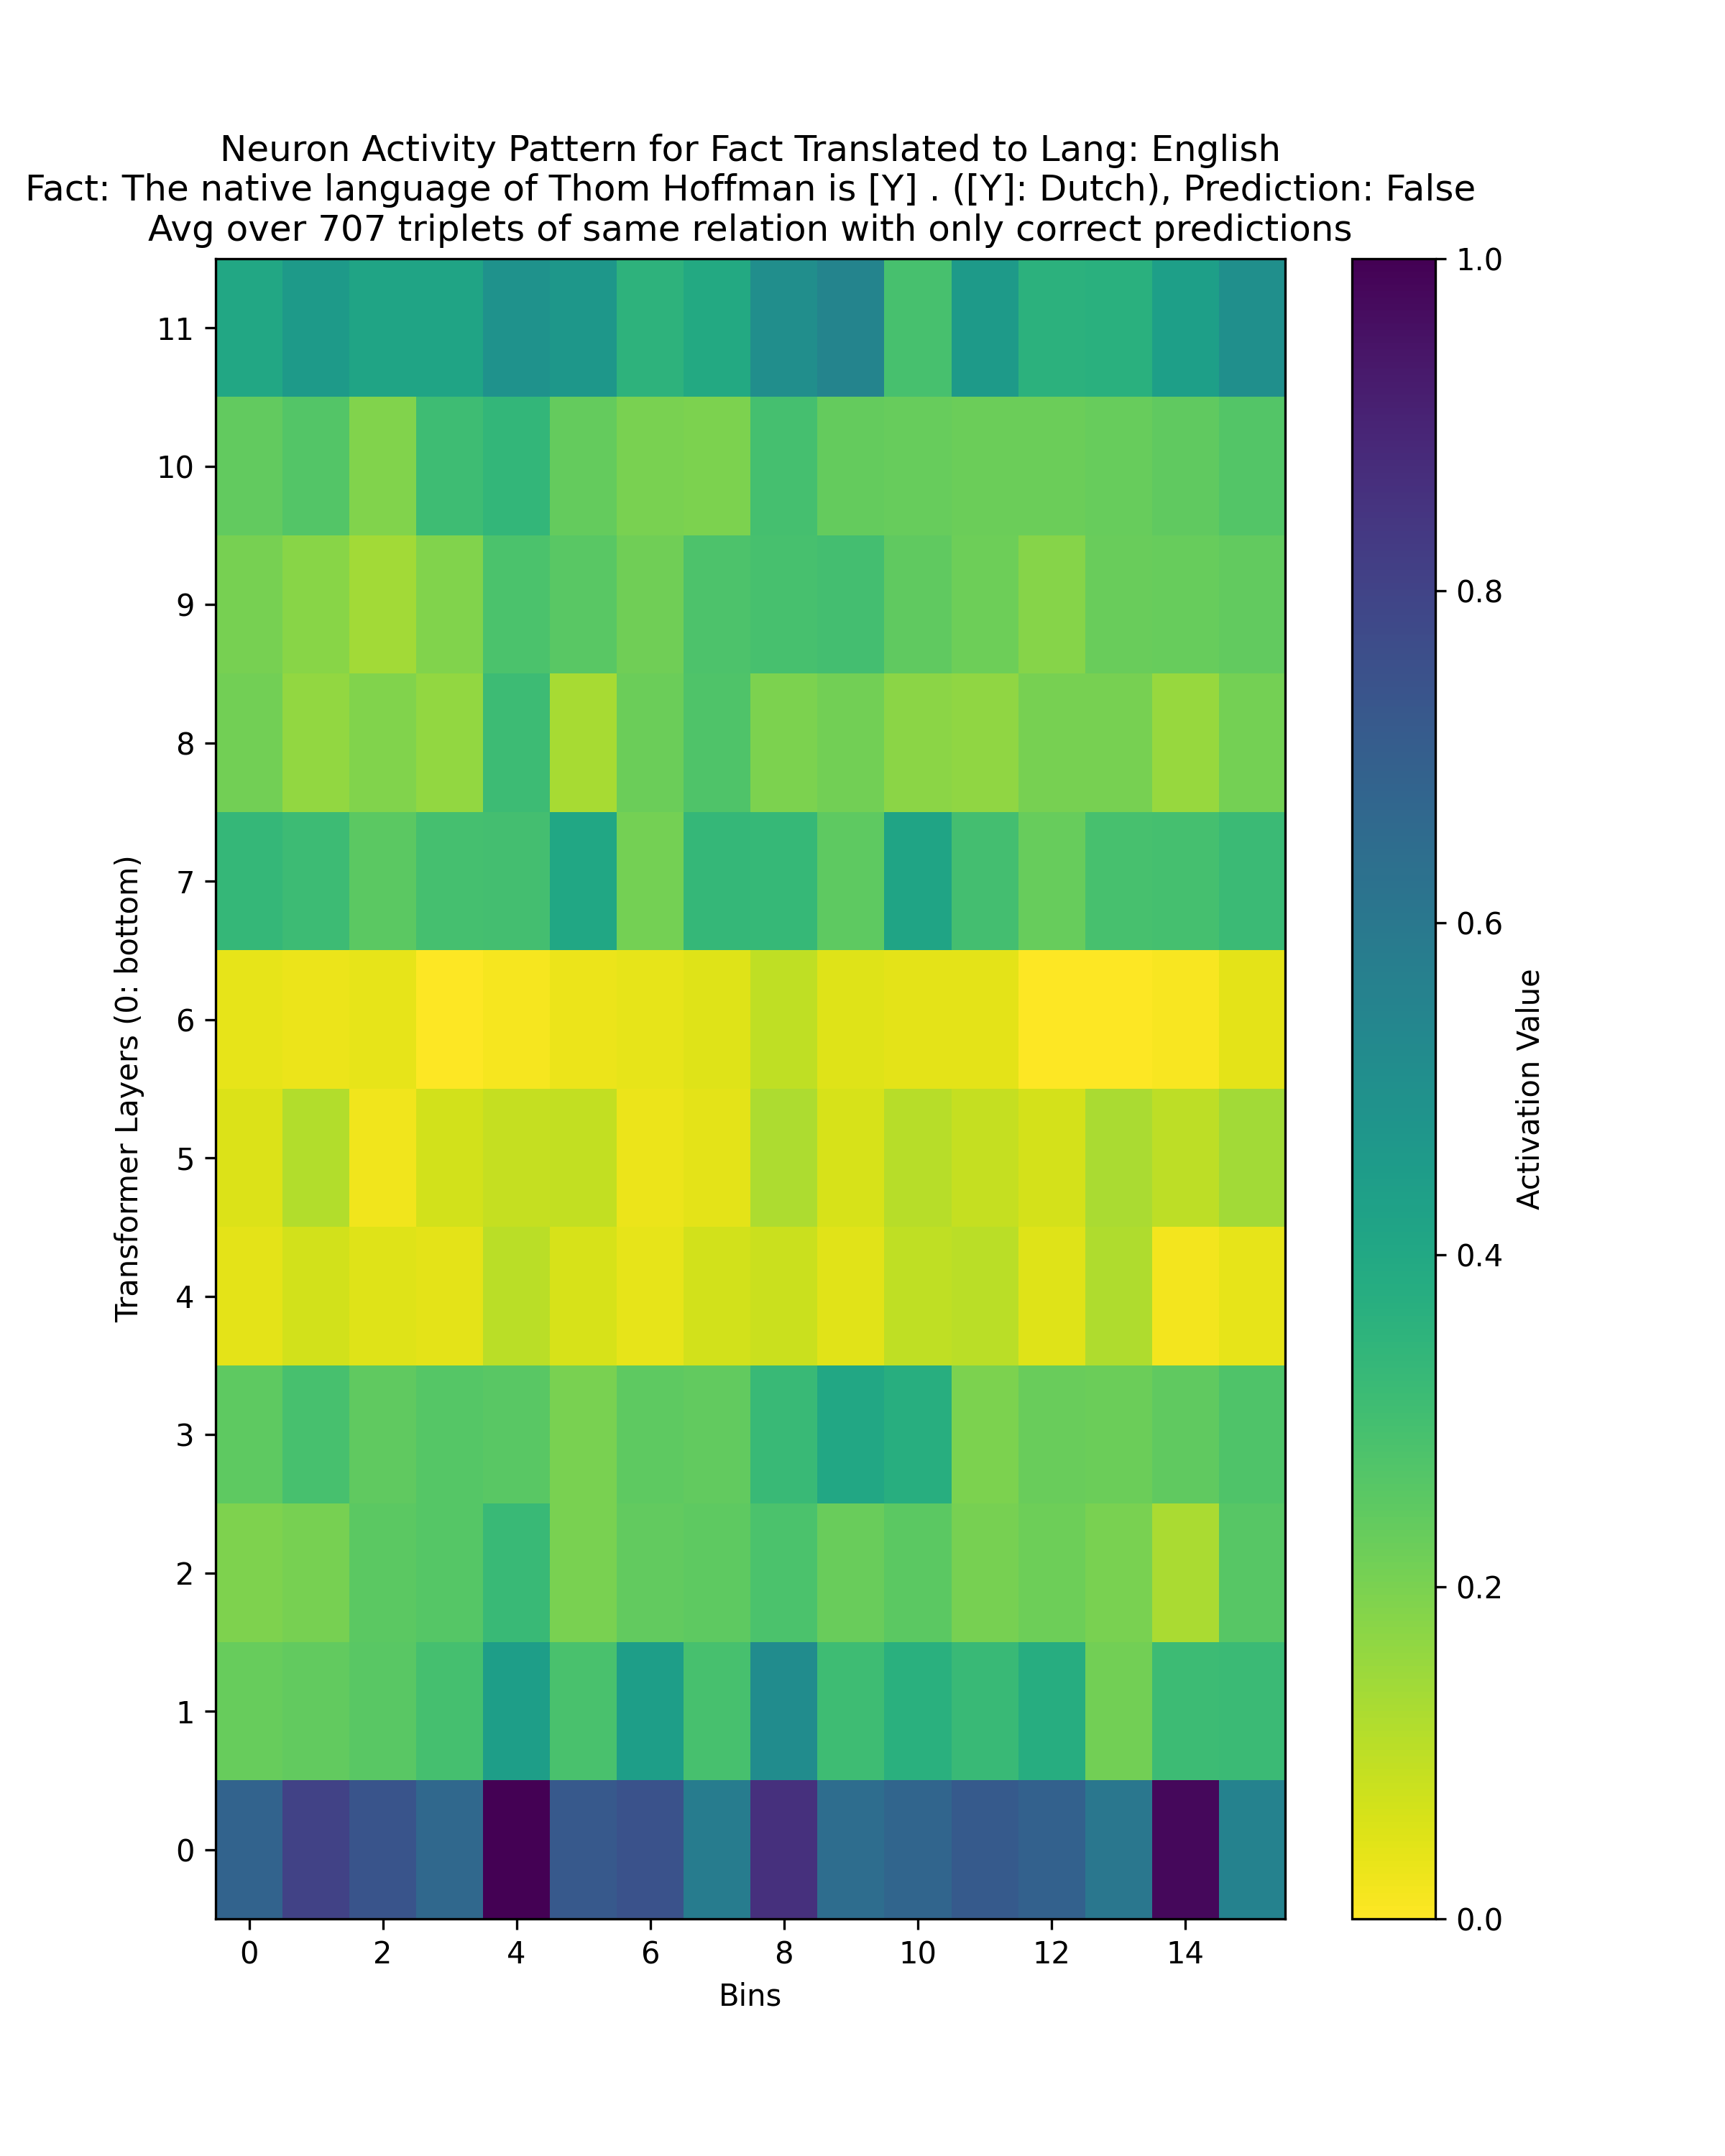 Neuron Activity Pattern for Fact Translated to Lang: English
Fact: The native language of Thom Hoffman is [Y] . ([Y]: Dutch), Prediction: False
Avg over 707 triplets of same relation with only correct predictions
Transformer Layers (0: bottom)
11
10
9
8
7
6
5
4
3
2
1
0
0 2 4 6 8 10 12 14
Bins
1.0
0.8
0.6
0.4
0.2
0.0
Activation Value